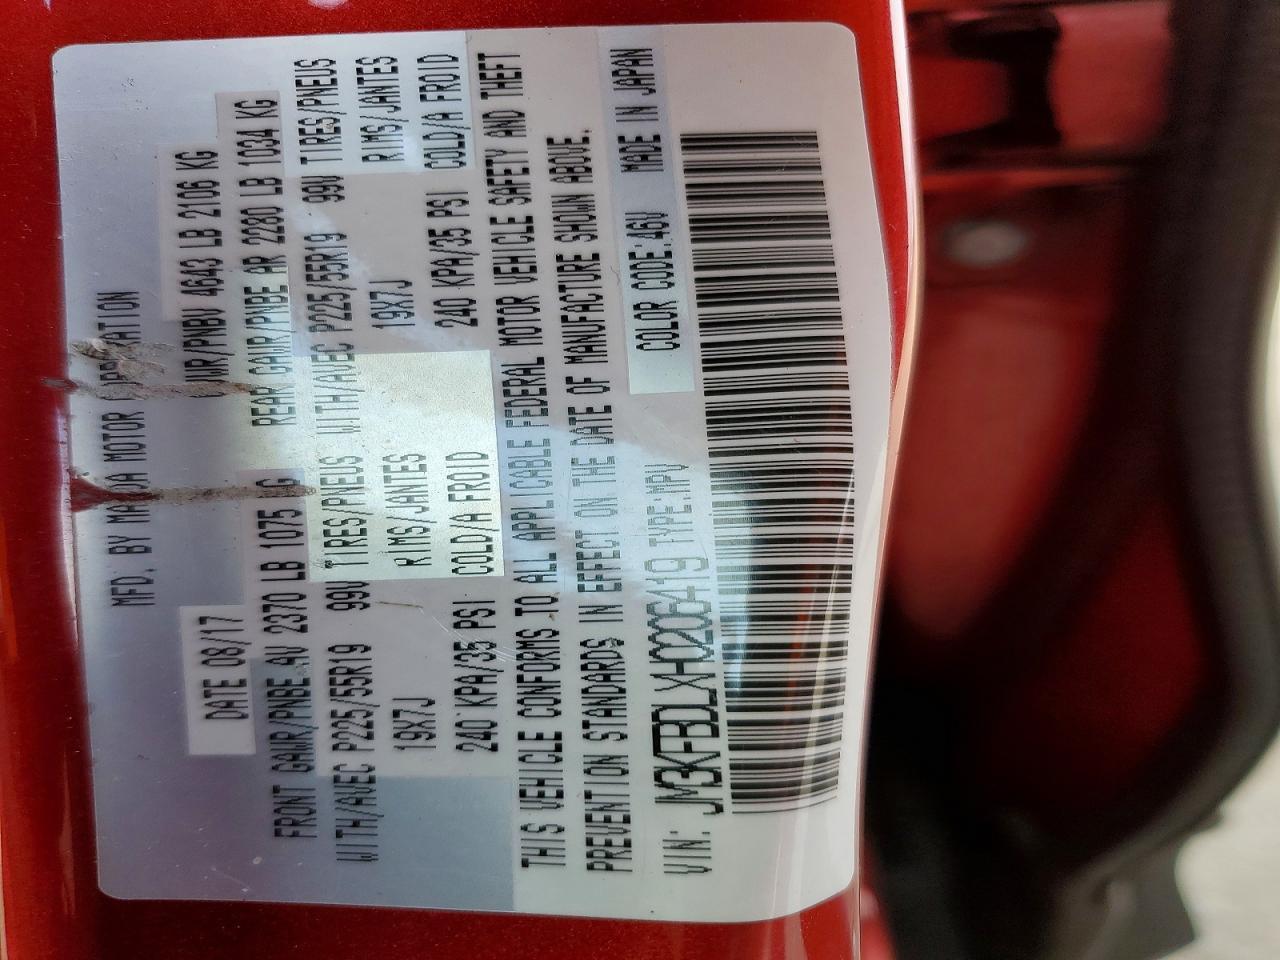 MFD. BY MAZDA MOTOR CORPORATION
DATE 08/17 GVWR/PNBV 4643 LB 2106 KG
FRONT GAWR/PNBE AV 2370 LB 1075 KG REAR GAWR/PNBE AR 2280 LB 1034 KG
WITH/AVEC P225/55R19 99V TIRES/PNEUS WITH/AVEC P225/55R19 99V TIRES/PNEUS
19X7J RIMS/JANTES 19X7J RIMS/JANTES
240 KPA/35 PSI COLD/A FROID 240 KPA/35 PSI COLD/A FROID
THIS VEHICLE CONFORMS TO ALL APPLICABLE FEDERAL MOTOR VEHICLE SAFETY AND THEFT
PREVENTION STANDARDS IN EFFECT ON THE DATE OF MANUFACTURE SHOWN ABOVE.
VIN: JM3KFBDLXH0206419 TYPE:MPV COLOR CODE:46V MADE IN JAPAN